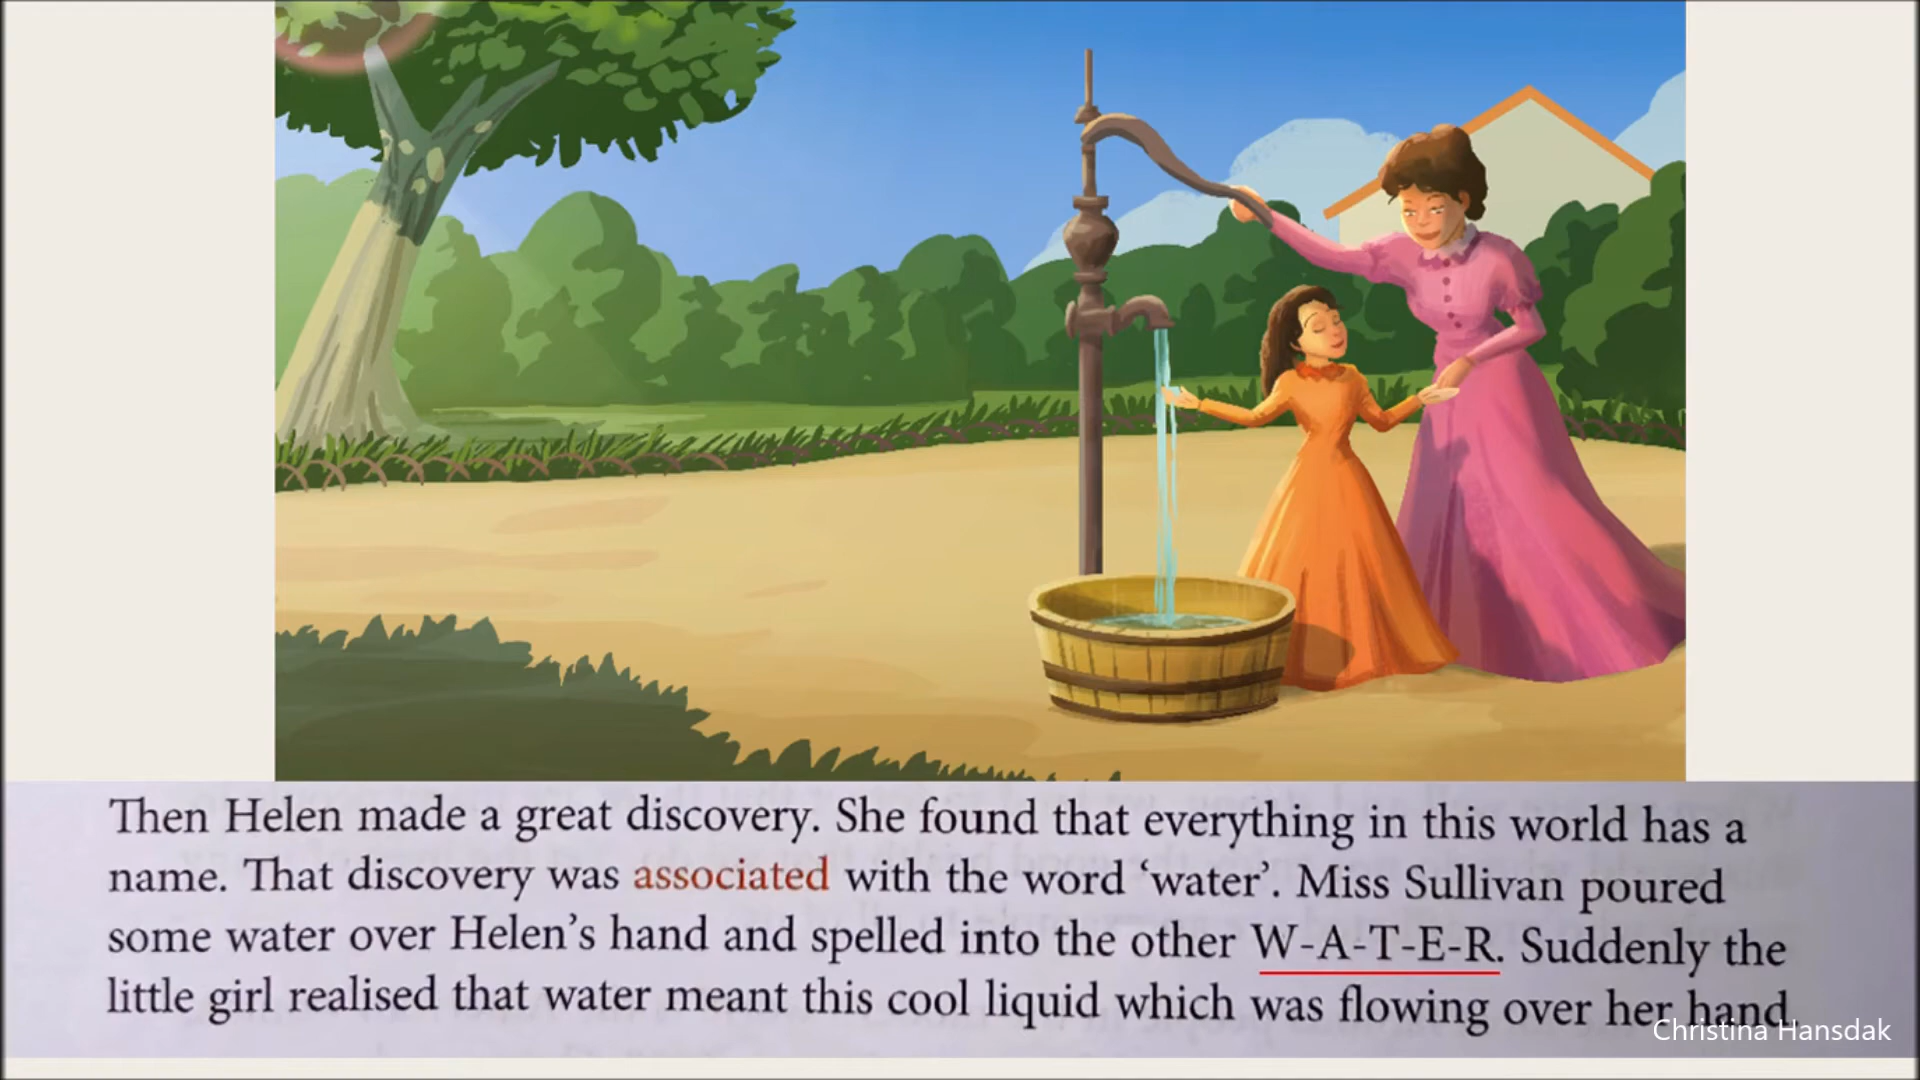 Then Helen made a great discovery. She found that everything in this world has a
name. That discovery was associated with the word ‘water’. Miss Sullivan poured
some water over Helen’s hand and spelled into the other W-A-T-E-R. Suddenly the
little girl realised that water meant this cool liquid which was flowing over her hand.
Christina Hansdak